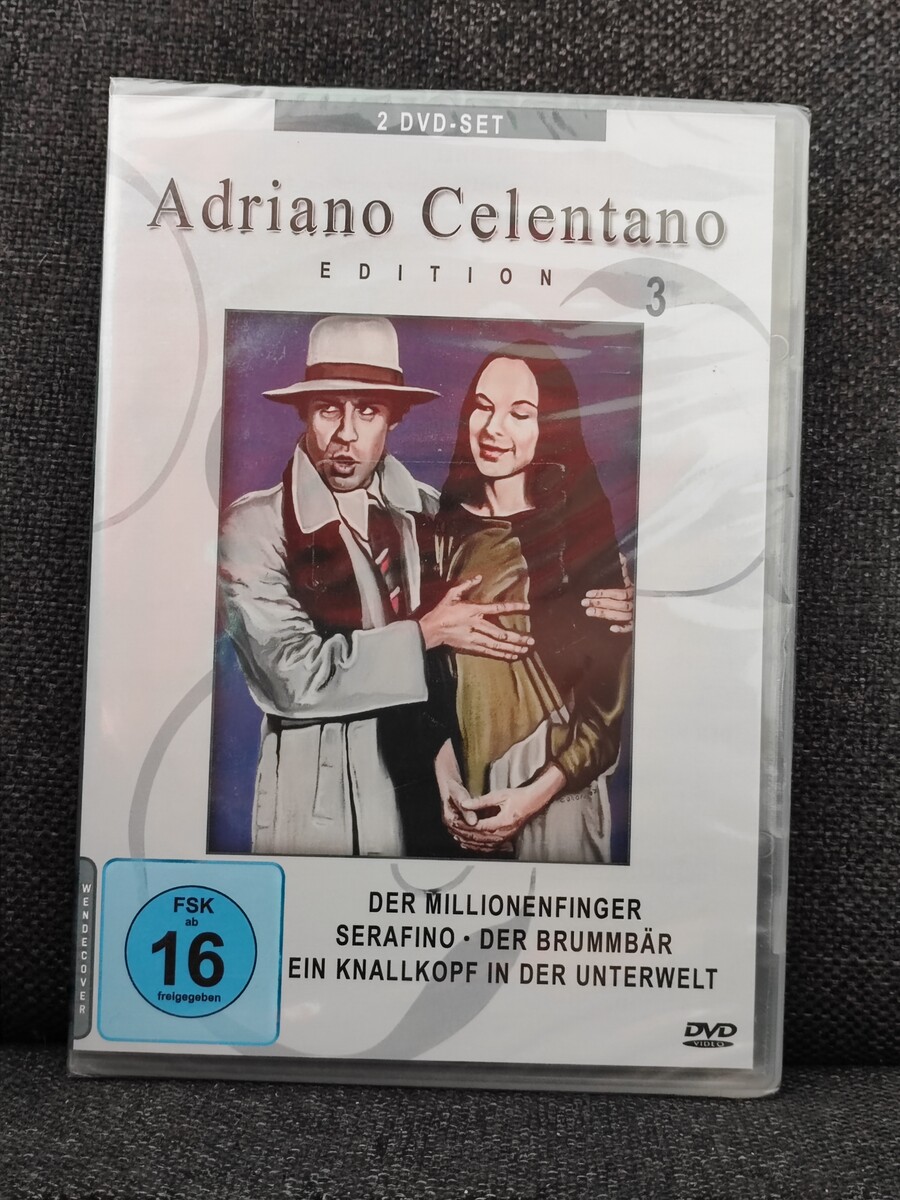 2 DVD-SET
Adriano Celentano
EDITION
3
DER MILLIONENFINGER
SERAFINO · DER BRUMMBÄR
EIN KNALLKOPF IN DER UNTERWELT
WENDECOVER
FSK
ab
16
freigegeben
DVD
VIDEO